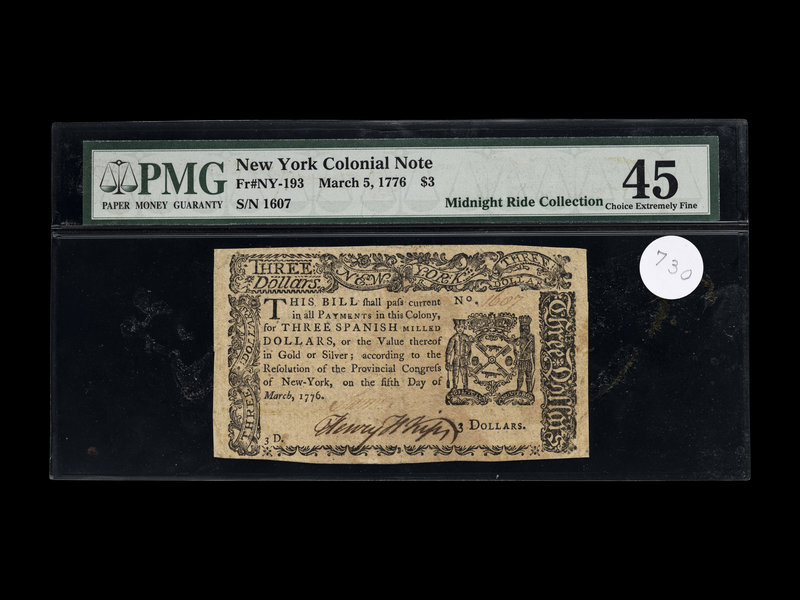 PMG
PAPER MONEY GUARANTY
New York Colonial Note
Fr#NY-193 March 5, 1776 $3
S/N 1607
Midnight Ride Collection
45
Choice Extremely Fine
730
THREE
Dollars.
NEW YORK
THREE
DOLLAR
THREE
Three Dollars
THIS BILL ſhall paſs current
in all PAYMENTS in this Colony,
for THREE SPANISH MILLED
DOLLARS, or the Value thereof
in Gold or Silver; according to the
Reſolution of the Provincial Congreſs
of New-York, on the fifth Day of
March, 1776.
No. 1607
Henry
3 D.
3 DOLLARS.